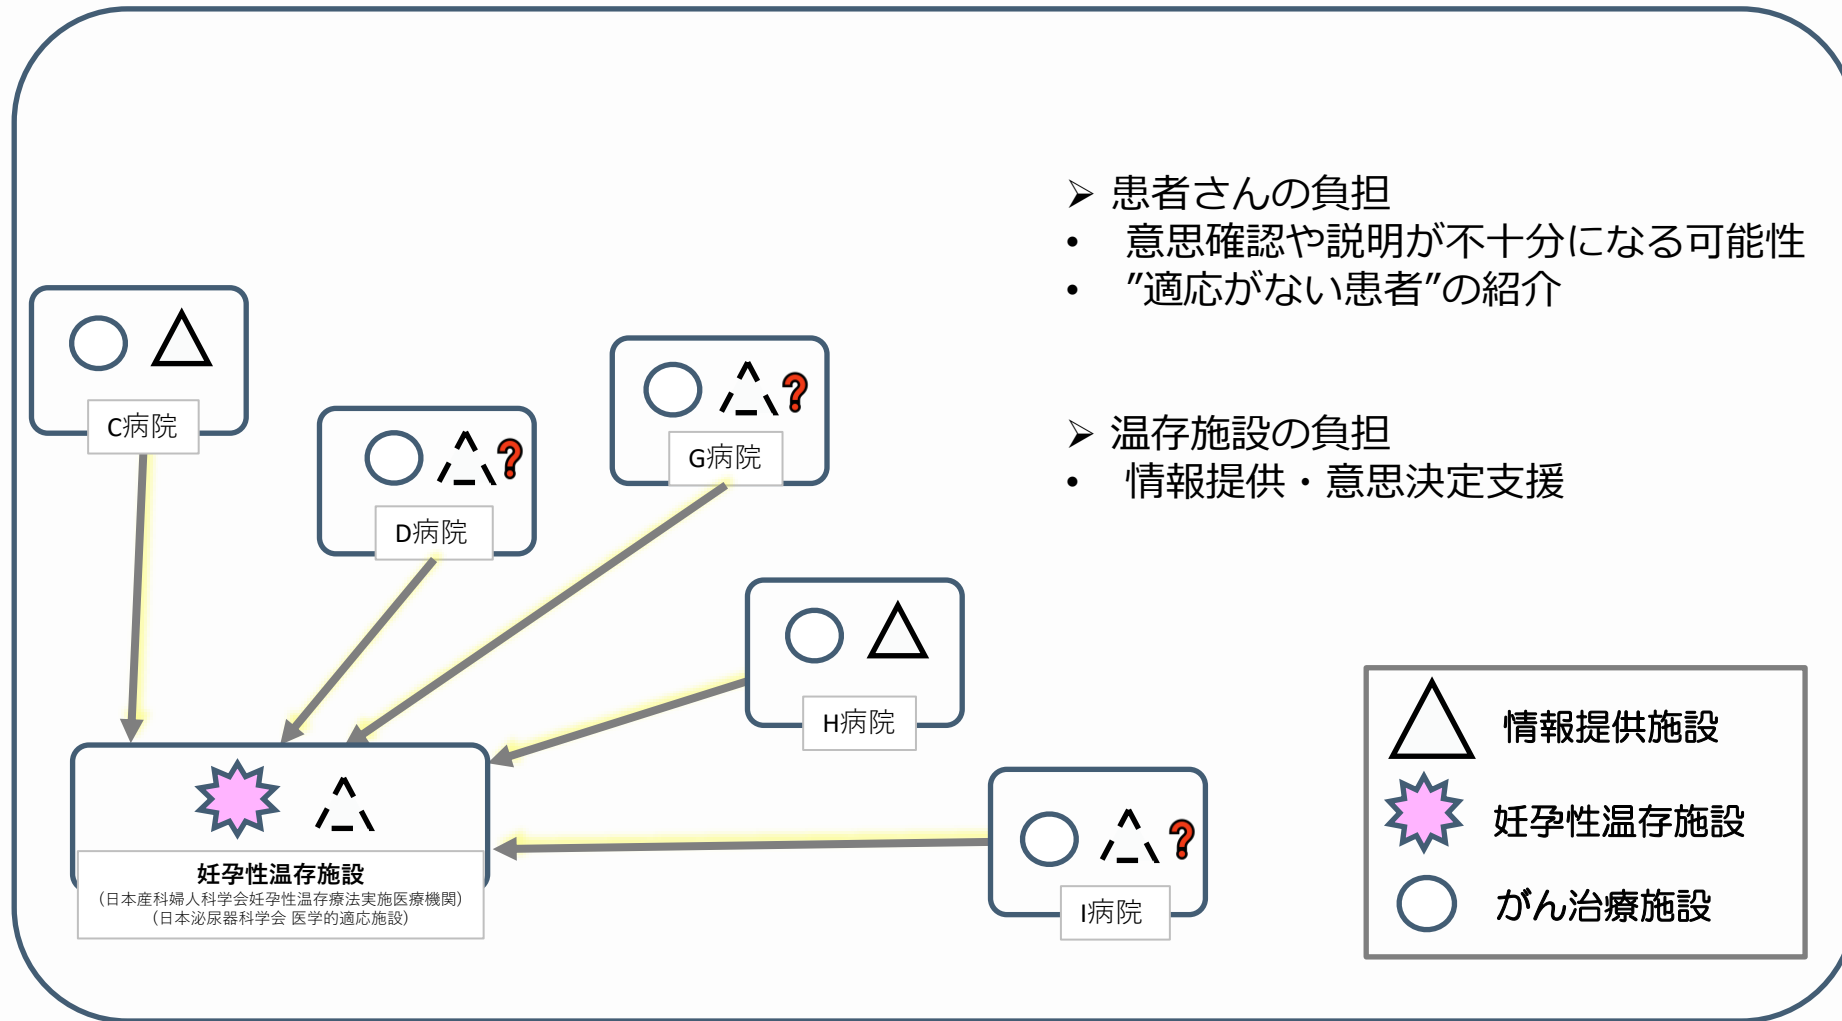 ➢ 患者さんの負担
• 意思確認や説明が不十分になる可能性
• ”適応がない患者”の紹介
➢ 温存施設の負担
• 情報提供・意思決定支援
C病院
D病院
G病院
H病院
I病院
妊孕性温存施設
(日本産科婦人科学会妊孕性温存療法実施医療機関)
(日本泌尿器科学会 医学的適応施設)
情報提供施設
妊孕性温存施設
がん治療施設